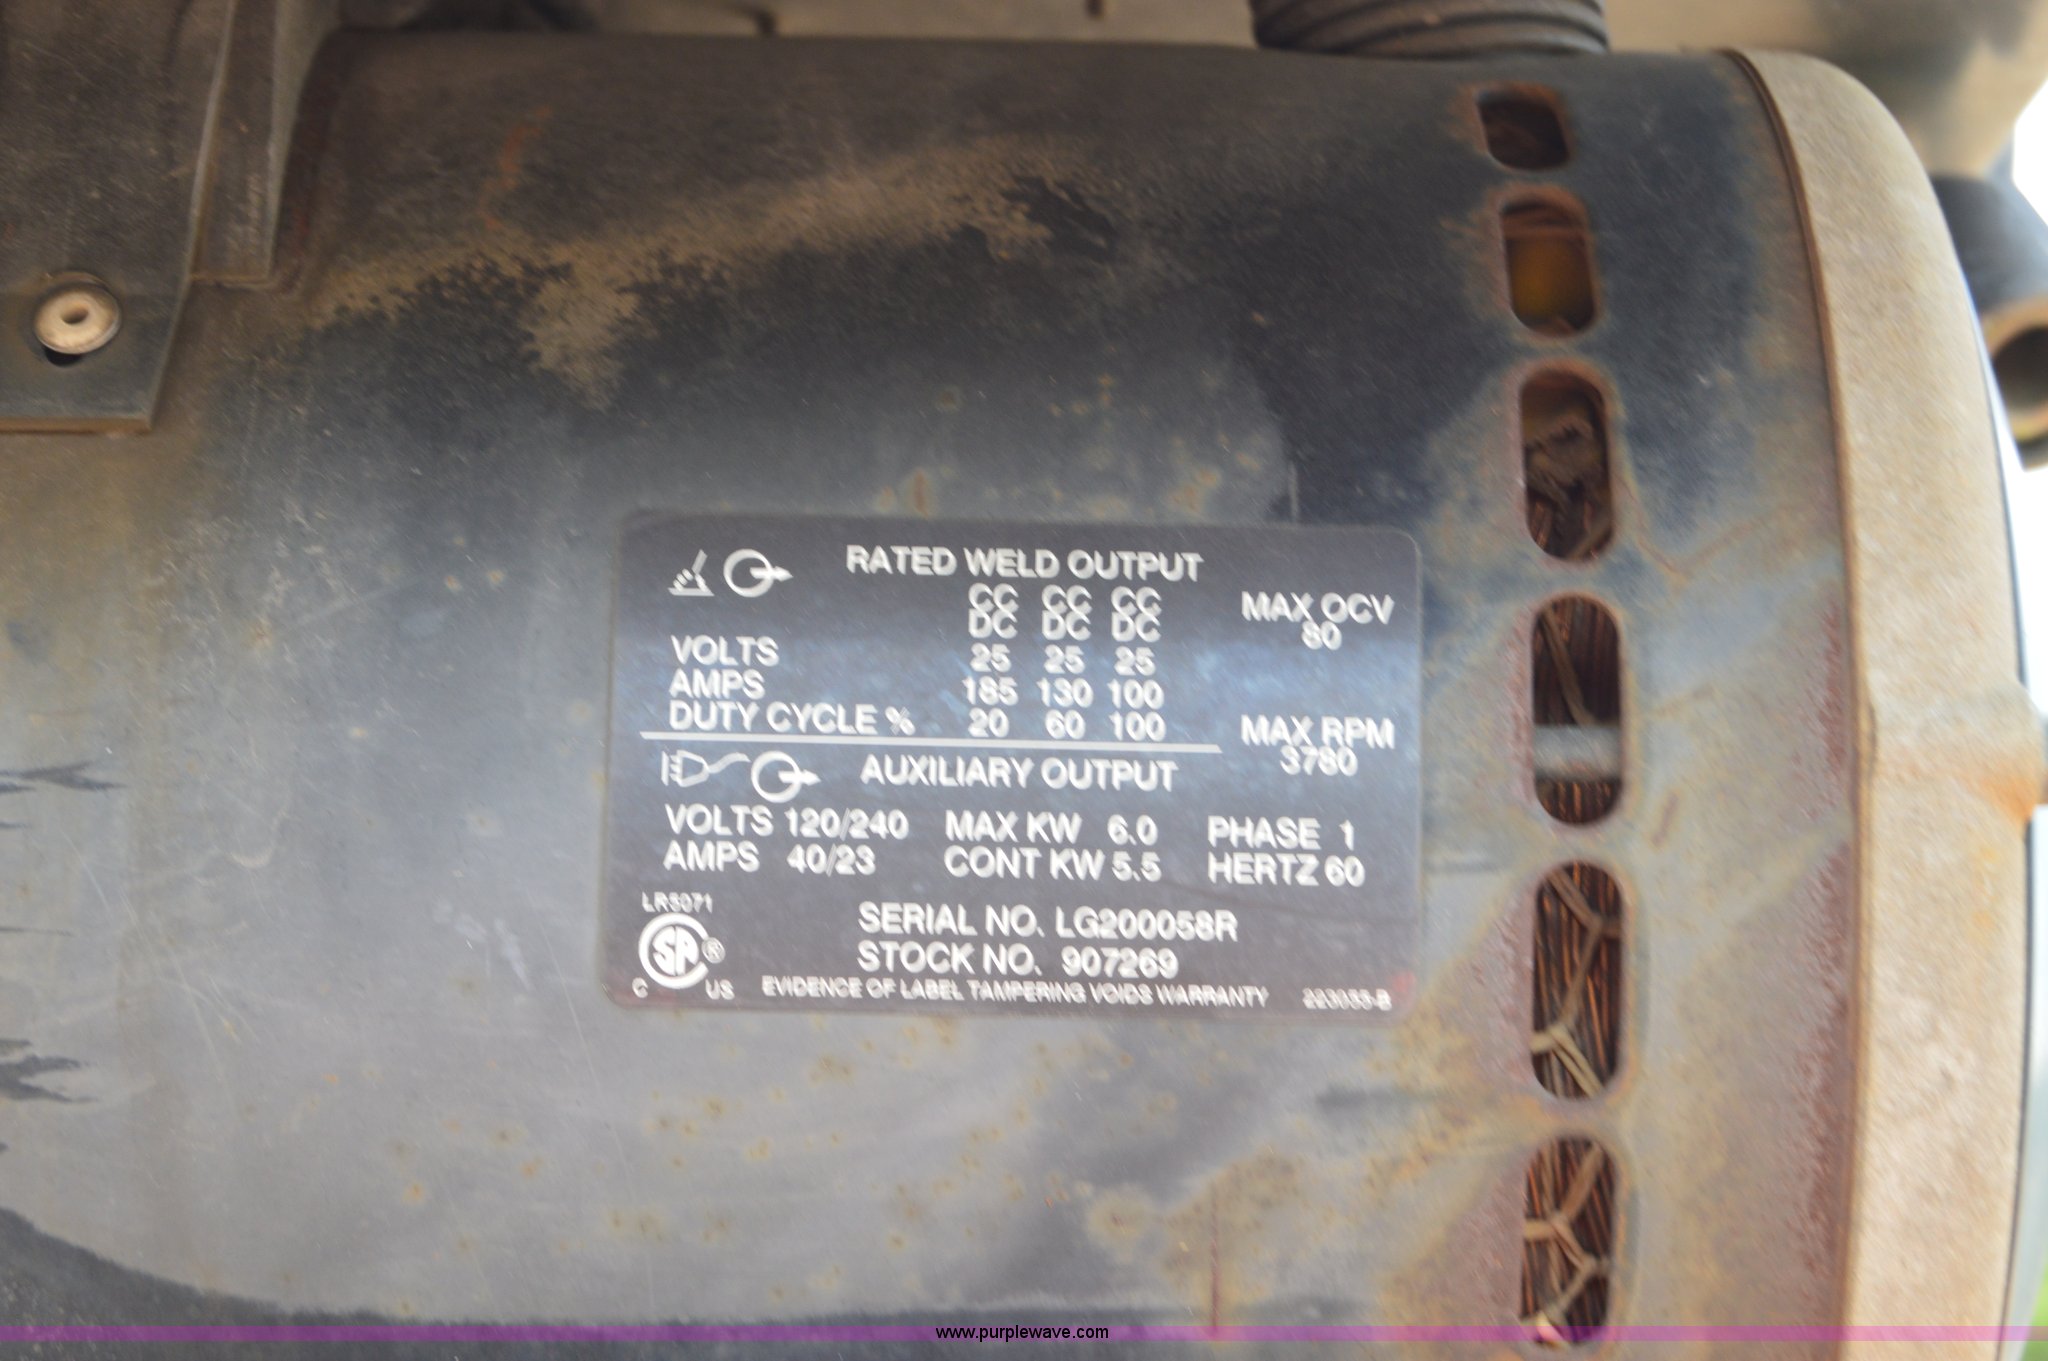 RATED WELD OUTPUT
CC CC CC
DC DC DC
MAX OCV
80
VOLTS 25 25 25
AMPS 185 130 100
DUTY CYCLE % 20 60 100
MAX RPM
3780
AUXILIARY OUTPUT
VOLTS 120/240 MAX KW 6.0 PHASE 1
AMPS 40/23 CONT KW 5.5 HERTZ 60
LR5071
SERIAL NO. LG200058R
SP®
STOCK NO. 907269
C US EVIDENCE OF LABEL TAMPERING VOIDS WARRANTY
www.purplewave.com